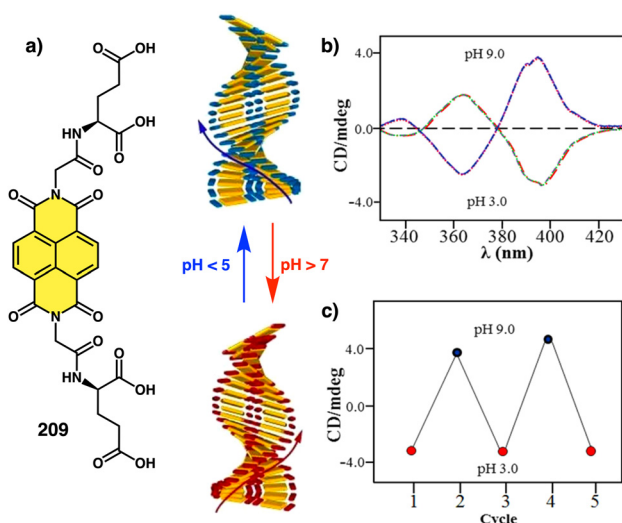 a)
OH
O
O
OH
HN
O
O
N
O
O
N
O
O
O
OH
HN
O
209
O
OH
pH < 5
pH > 7
b)
CD/mdeg
4.0
0.0
-4.0
pH 9.0
pH 3.0
340
360
380
400
420
λ (nm)
c)
CD/mdeg
4.0
0.0
-4.0
pH 9.0
pH 3.0
1
2
3
4
5
Cycle